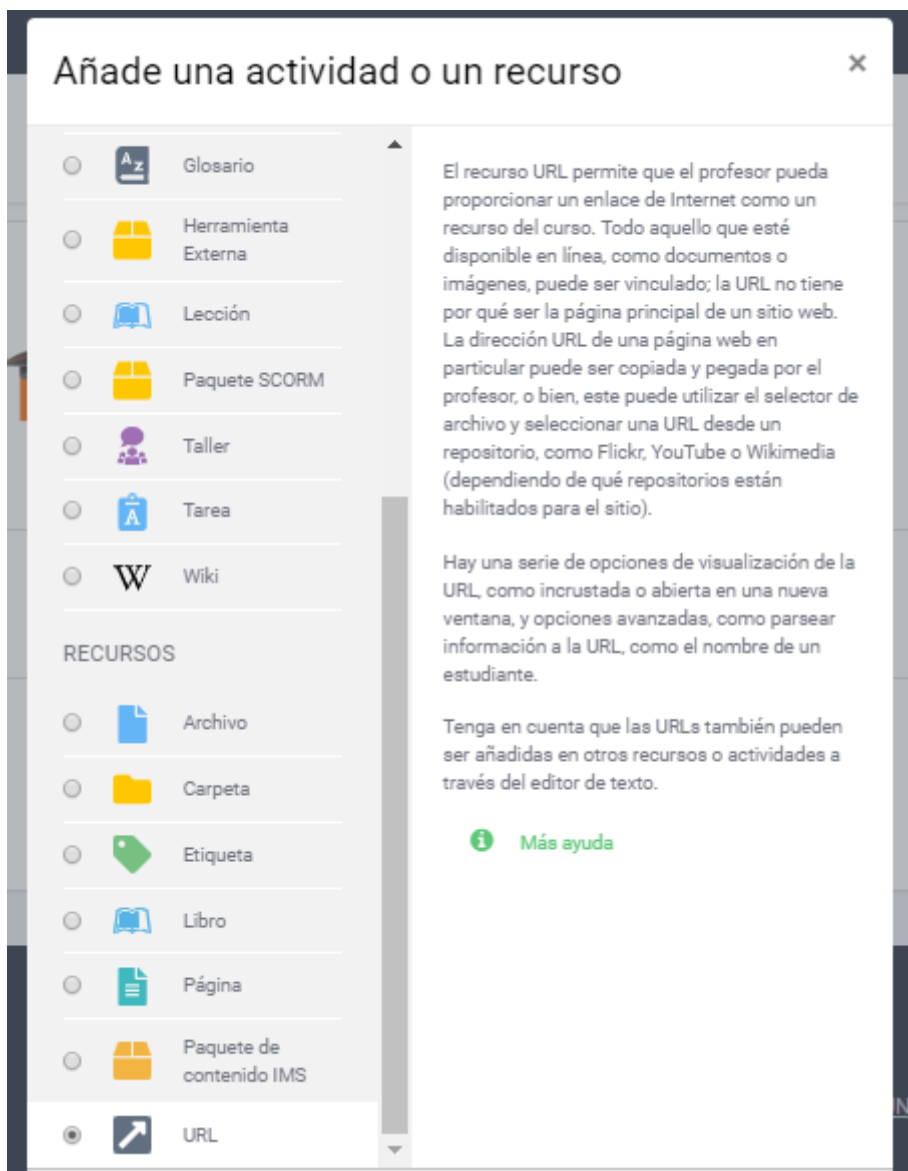 Añade una actividad o un recurso
×
Glosario
Herramienta
Externa
Lección
Paquete SCORM
Taller
Tarea
Wiki
RECURSOS
Archivo
Carpeta
Etiqueta
Libro
Página
Paquete de
contenido IMS
URL
El recurso URL permite que el profesor pueda
proporcionar un enlace de Internet como un
recurso del curso. Todo aquello que esté
disponible en línea, como documentos o
imágenes, puede ser vinculado; la URL no tiene
por qué ser la página principal de un sitio web.
La dirección URL de una página web en
particular puede ser copiada y pegada por el
profesor, o bien, este puede utilizar el selector de
archivo y seleccionar una URL desde un
repositorio, como Flickr, YouTube o Wikimedia
(dependiendo de qué repositorios están
habilitados para el sitio).
Hay una serie de opciones de visualización de la
URL, como incrustada o abierta en una nueva
ventana, y opciones avanzadas, como parsear
información a la URL, como el nombre de un
estudiante.
Tenga en cuenta que las URLs también pueden
ser añadidas en otros recursos o actividades a
través del editor de texto.
Más ayuda